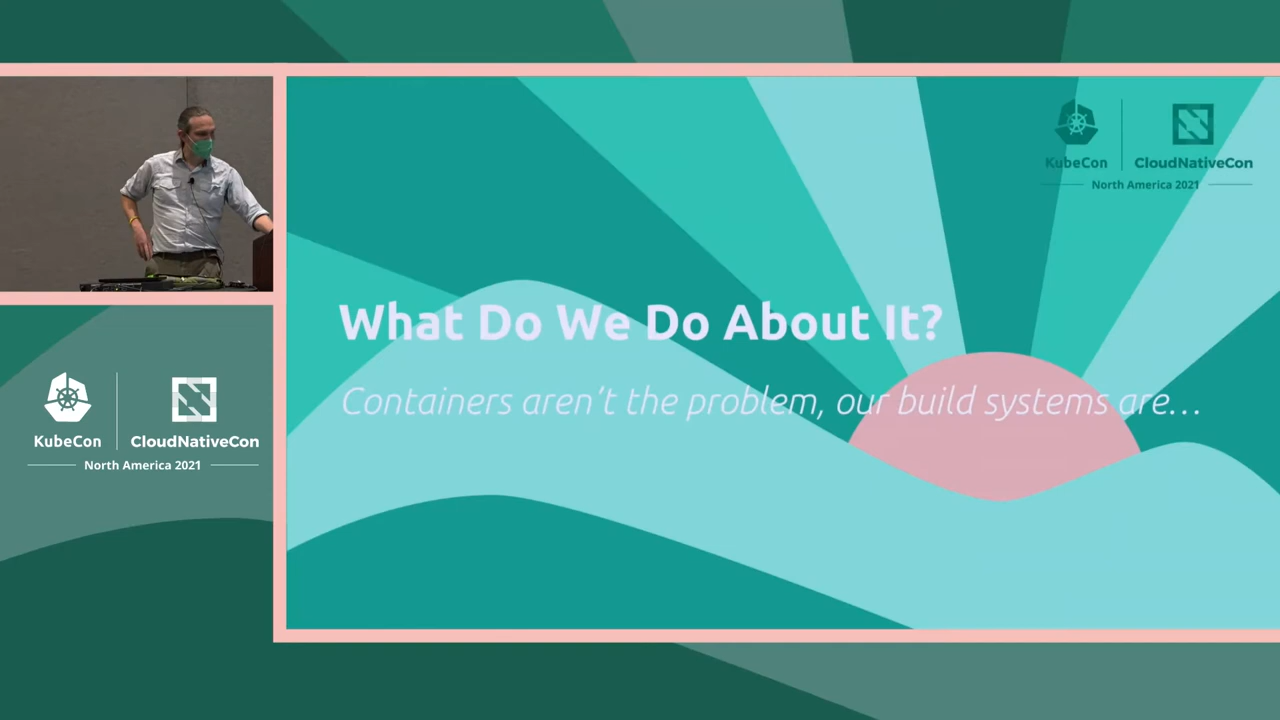 KubeCon
CloudNativeCon
North America 2021
What Do We Do About It?
Containers aren't the problem, our build systems are...
KubeCon
CloudNativeCon
North America 2021